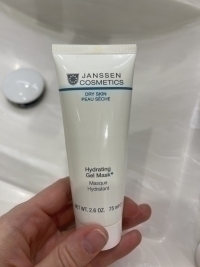 JANSSEN
COSMETICS
DRY SKIN
PEAU SÈCHE
Hydrating
Gel Mask+
Masque
Hydratant
NET WT. 2.6 OZ. 75 ml